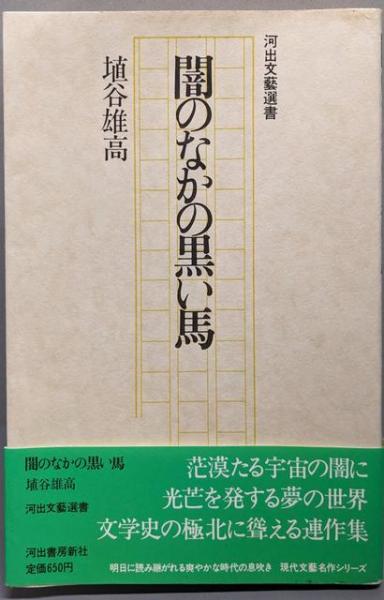 河出文藝選書
闇のなかの黒い馬
埴谷雄高
茫漠たる宇宙の闇に
光芒を発する夢の世界
文学史の極北に聳える連作集
明日に読み継がれる爽やかな時代の息吹き 現代文藝名作シリーズ
闇のなかの黒い馬
埴谷雄高
河出文藝選書
河出書房新社
定価650円